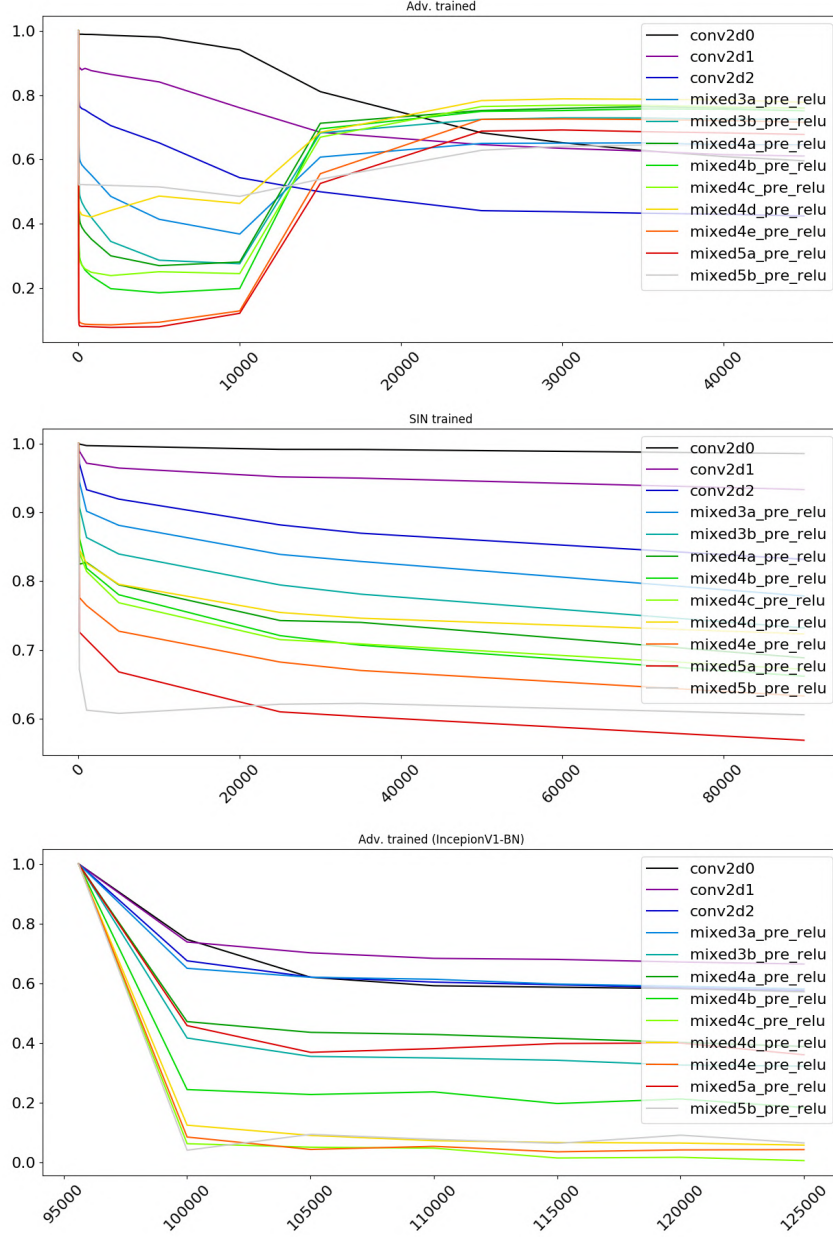 Adv. trained
1.0
0.8
0.6
0.4
0.2
conv2d0
conv2d1
conv2d2
mixed3a_pre_relu
mixed3b_pre_relu
mixed4a_pre_relu
mixed4b_pre_relu
mixed4c_pre_relu
mixed4d_pre_relu
mixed4e_pre_relu
mixed5a_pre_relu
mixed5b_pre_relu
0
10000
20000
30000
40000
SIN trained
1.0
0.9
0.8
0.7
0.6
conv2d0
conv2d1
conv2d2
mixed3a_pre_relu
mixed3b_pre_relu
mixed4a_pre_relu
mixed4b_pre_relu
mixed4c_pre_relu
mixed4d_pre_relu
mixed4e_pre_relu
mixed5a_pre_relu
mixed5b_pre_relu
0
20000
40000
60000
80000
Adv. trained (IncepionV1-BN)
1.0
0.8
0.6
0.4
0.2
0.0
conv2d0
conv2d1
conv2d2
mixed3a_pre_relu
mixed3b_pre_relu
mixed4a_pre_relu
mixed4b_pre_relu
mixed4c_pre_relu
mixed4d_pre_relu
mixed4e_pre_relu
mixed5a_pre_relu
mixed5b_pre_relu
95000
100000
105000
110000
115000
120000
125000